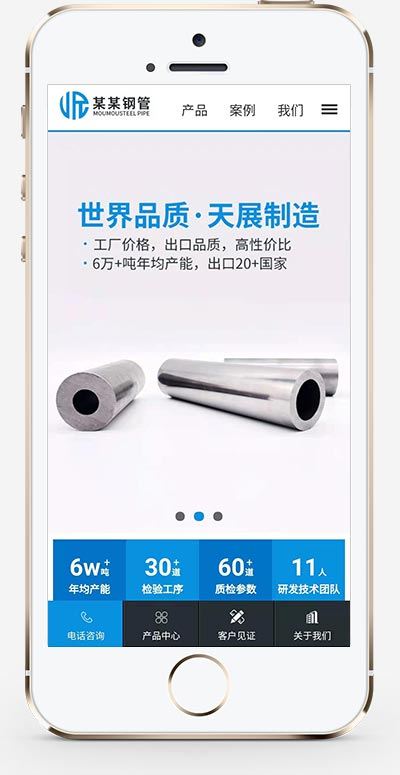 某某钢管
MOUMOUSTEEL PIPE
产品 案例 我们
世界品质·天展制造
· 工厂价格，出口品质，高性价比
· 6万+吨年均产能，出口20+国家
6w+吨 30+道 60+道 11人
年均产能 检验工序 质检参数 研发技术团队
电话咨询 产品中心 客户见证 关于我们